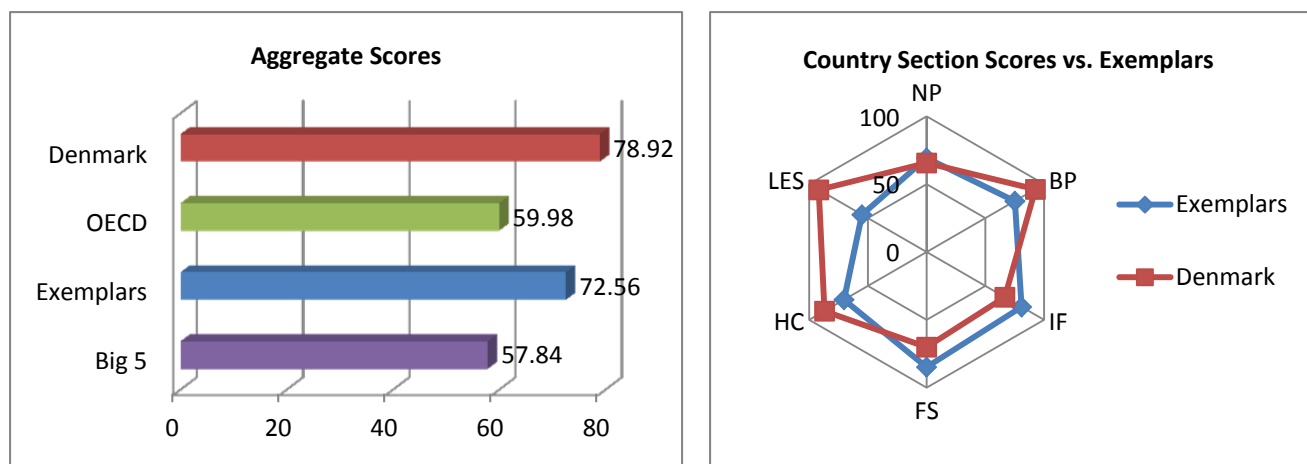 Aggregate Scores
Denmark
78.92
OECD
59.98
Exemplars
72.56
Big 5
57.84
0 20 40 60 80
Country Section Scores vs. Exemplars
NP
100
LES
BP
50
0
HC
IF
FS
Exemplars
Denmark